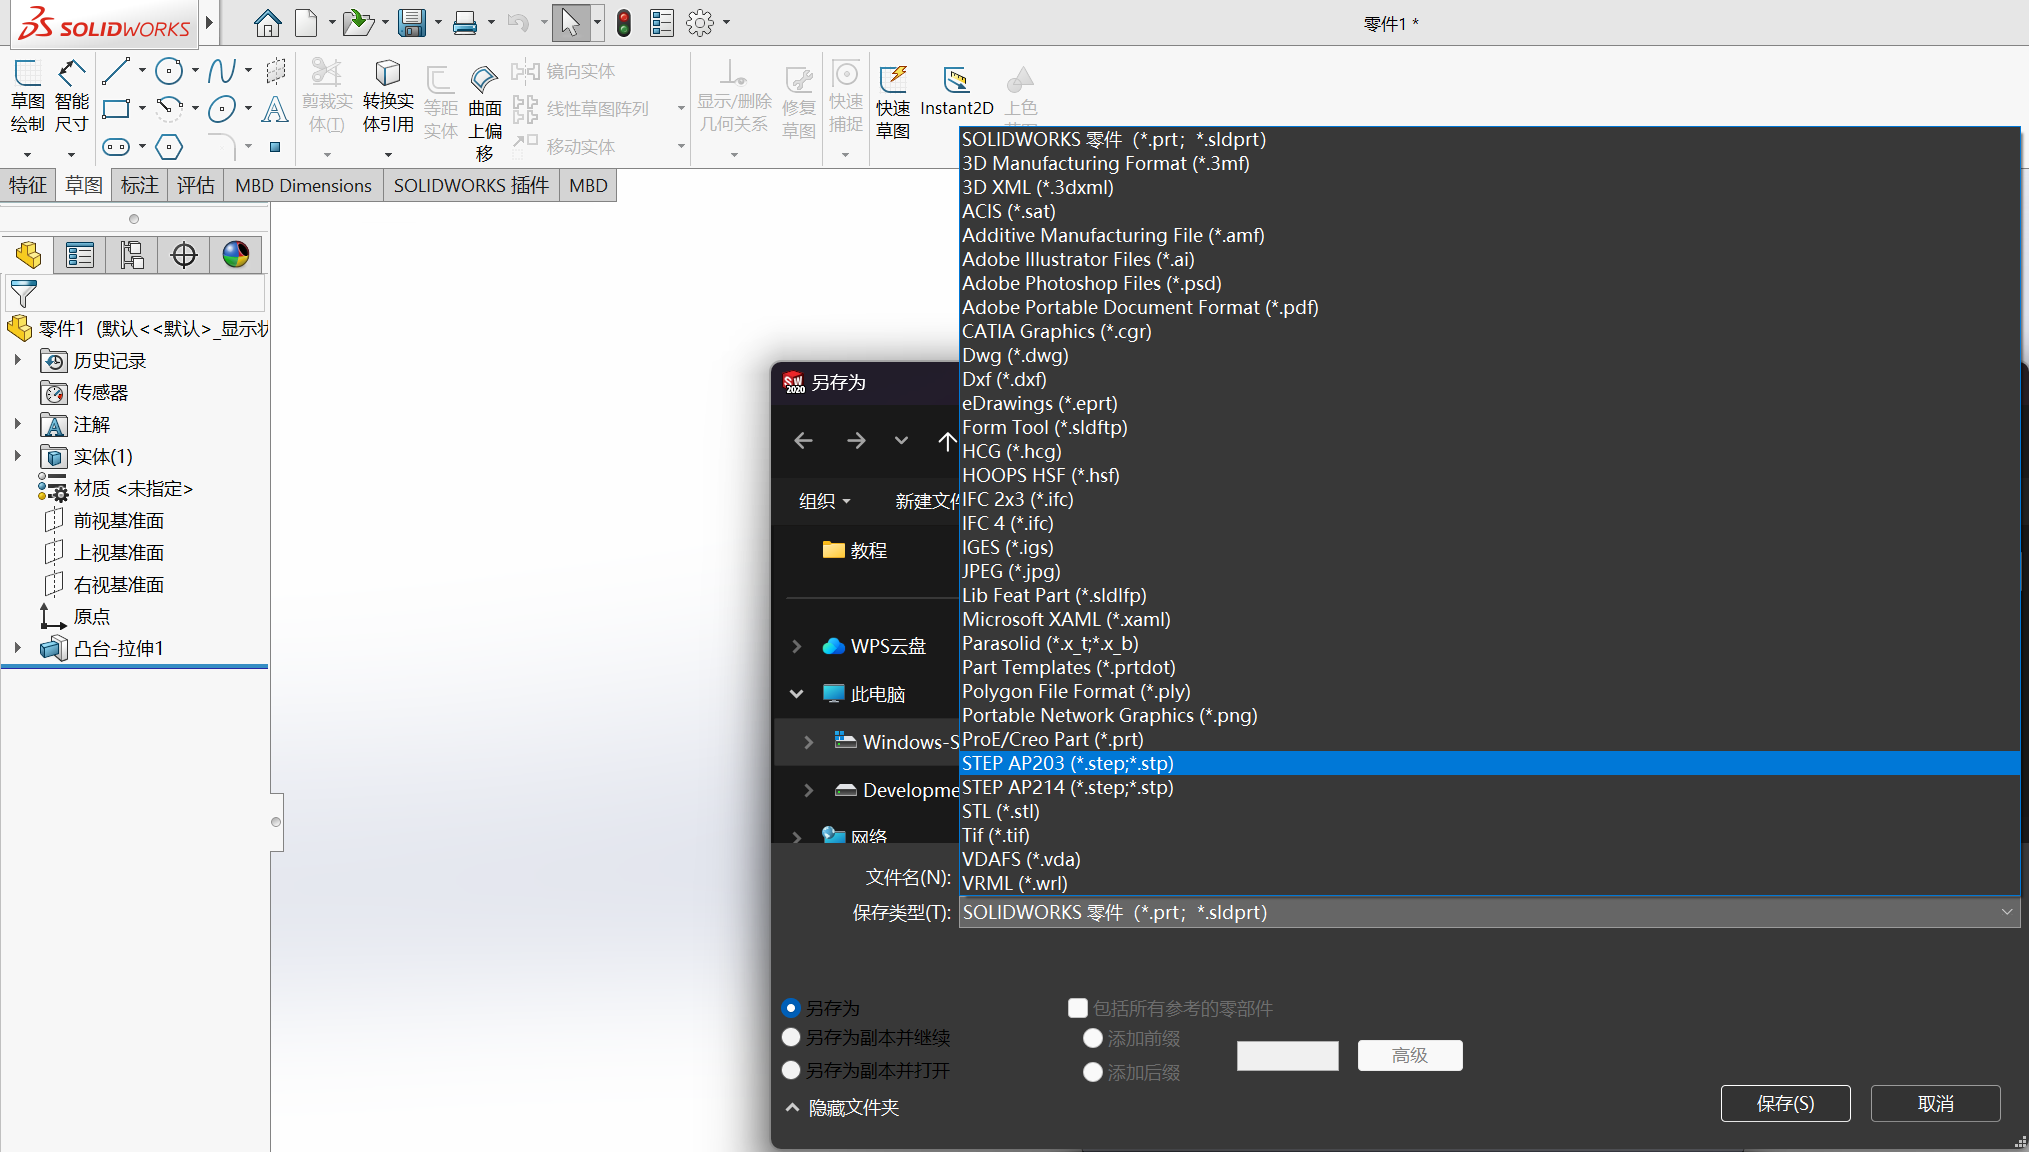 SOLIDWORKS
零件1 *
草图绘制
智能尺寸
剪裁实体(T)
转换实体引用
等距实体
曲面上偏移
镜向实体
线性草图阵列
移动实体
显示/删除几何关系
修复草图
快速捕捉
快速草图
Instant2D
上色
特征
草图
标注
评估
MBD Dimensions
SOLIDWORKS 插件
MBD
零件1 (默认<<默认>_显示状
历史记录
传感器
注解
实体(1)
材质 <未指定>
前视基准面
上视基准面
右视基准面
原点
凸台-拉伸1
SW 2020
另存为
组织
新建文件
教程
WPS云盘
此电脑
Windows-S
Developme
网络
SOLIDWORKS 零件 (*.prt; *.sldprt)
3D Manufacturing Format (*.3mf)
3D XML (*.3dxml)
ACIS (*.sat)
Additive Manufacturing File (*.amf)
Adobe Illustrator Files (*.ai)
Adobe Photoshop Files (*.psd)
Adobe Portable Document Format (*.pdf)
CATIA Graphics (*.cgr)
Dwg (*.dwg)
Dxf (*.dxf)
eDrawings (*.eprt)
Form Tool (*.sldftp)
HCG (*.hcg)
HOOPS HSF (*.hsf)
IFC 2x3 (*.ifc)
IFC 4 (*.ifc)
IGES (*.igs)
JPEG (*.jpg)
Lib Feat Part (*.sldlfp)
Microsoft XAML (*.xaml)
Parasolid (*.x_t;*.x_b)
Part Templates (*.prtdot)
Polygon File Format (*.ply)
Portable Network Graphics (*.png)
ProE/Creo Part (*.prt)
STEP AP203 (*.step;*.stp)
STEP AP214 (*.step;*.stp)
STL (*.stl)
Tif (*.tif)
VDAFS (*.vda)
VRML (*.wrl)
文件名(N):
保存类型(T):
SOLIDWORKS 零件 (*.prt; *.sldprt)
另存为
另存为副本并继续
另存为副本并打开
包括所有参考的零部件
添加前缀
添加后缀
高级
隐藏文件夹
保存(S)
取消